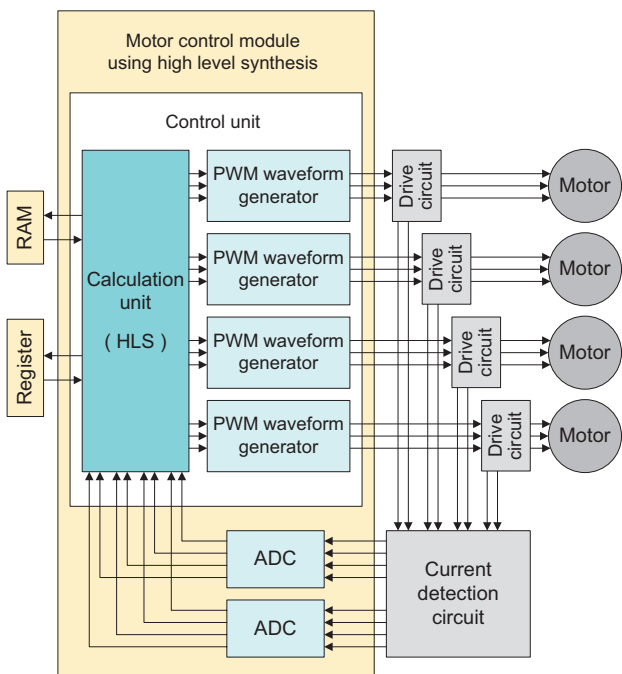 Motor control module
using high level synthesis
Control unit
RAM
Register
Calculation
unit
( HLS )
PWM waveform
generator
Drive
circuit
Motor
PWM waveform
generator
Drive
circuit
Motor
PWM waveform
generator
Drive
circuit
Motor
PWM waveform
generator
Drive
circuit
Motor
ADC
ADC
Current
detection
circuit